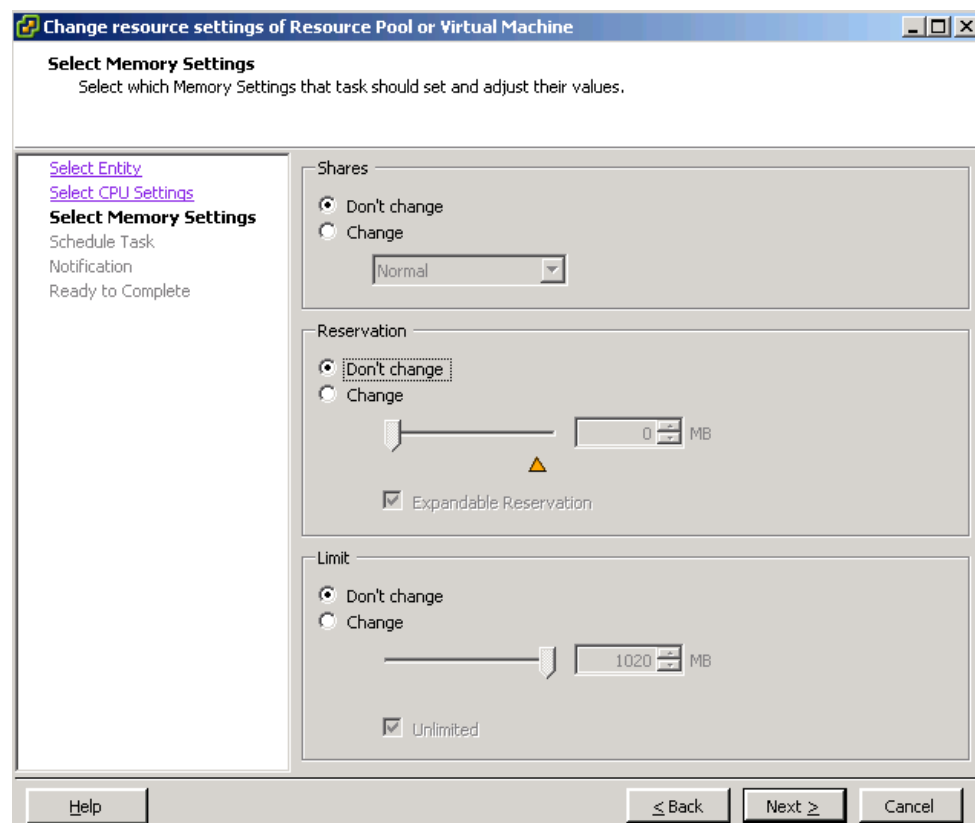 Change resource settings of Resource Pool or Virtual Machine
Select Memory Settings
Select which Memory Settings that task should set and adjust their values.
Select Entity
Select CPU Settings
Select Memory Settings
Schedule Task
Notification
Ready to Complete
Shares
Don't change
Change
Normal
Reservation
Don't change
Change
0 MB
Expandable Reservation
Limit
Don't change
Change
1020 MB
Unlimited
Help
≤ Back
Next ≥
Cancel